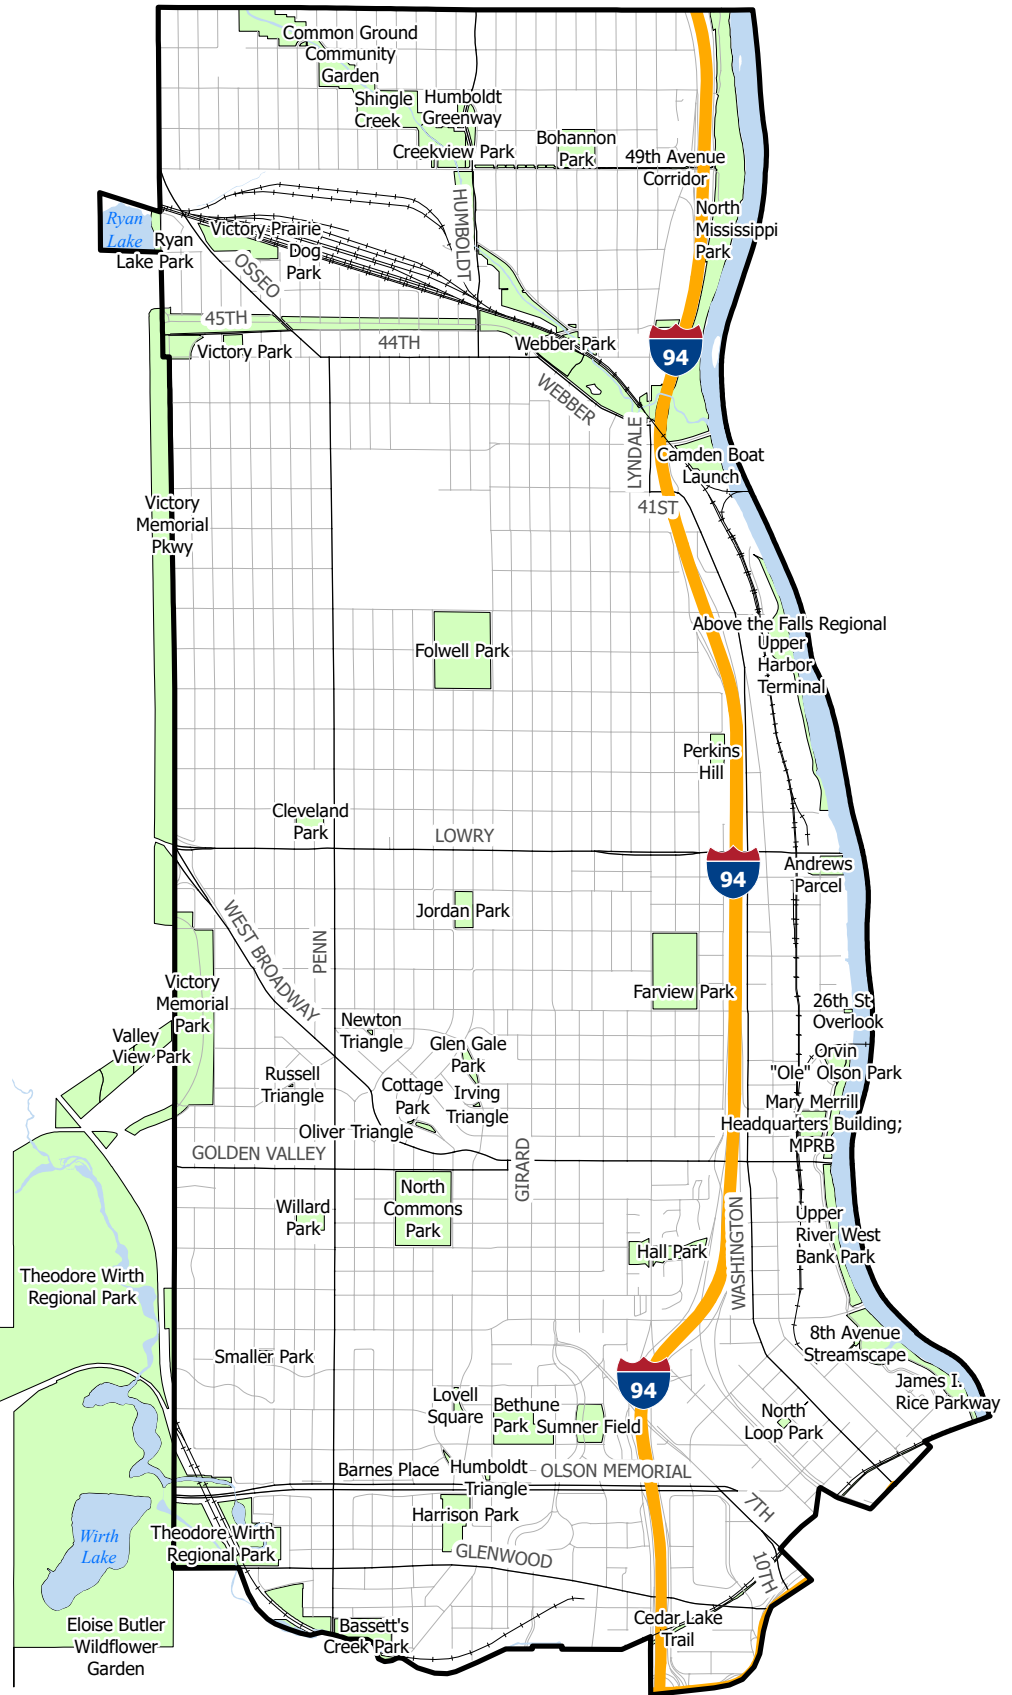 Common Ground
Community
Garden
Shingle
Creek
Humboldt
Greenway
Bohannon
Park
Creekview Park
49th Avenue
Corridor
HUMBOLDT
North
Mississippi
Park
Ryan
Lake
Ryan
Lake Park
Victory Prairie
Dog
Park
OSSEO
45TH
44TH
Victory Park
Webber Park
94
WEBBER
LYNDALE
Camden Boat
Launch
41ST
Victory
Memorial
Pkwy
Above the Falls Regional
Upper
Harbor
Terminal
Folwell Park
Perkins
Hill
Cleveland
Park
LOWRY
94
Andrews
Parcel
WEST BROADWAY
PENN
Jordan Park
Farview Park
Victory
Memorial
Park
26th St
Overlook
Newton
Triangle
Valley
View Park
Glen Gale
Park
Orvin
"Ole" Olson Park
Russell
Triangle
Cottage
Park
Irving
Triangle
Mary Merrill
Headquarters Building;
MPRB
Oliver Triangle
GOLDEN VALLEY
GIRARD
North
Commons
Park
Willard
Park
WASHINGTON
Upper
River West
Bank Park
Hall Park
Theodore Wirth
Regional Park
8th Avenue
Streamscape
Smaller Park
94
James I.
Rice Parkway
Lovell
Square
Bethune
Park
Sumner Field
North
Loop Park
Barnes Place
Humboldt
Triangle
OLSON MEMORIAL
Harrison Park
7TH
Wirth
Lake
Theodore Wirth
Regional Park
GLENWOOD
10TH
Cedar Lake
Trail
Eloise Butler
Wildflower
Garden
Bassett's
Creek Park